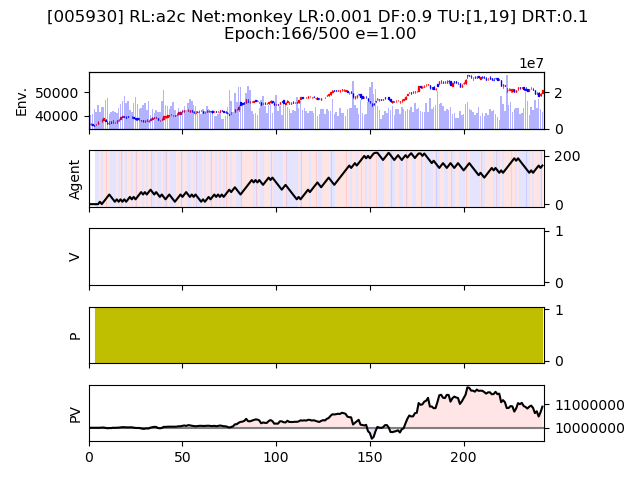 [005930] RL:a2c Net:monkey LR:0.001 DF:0.9 TU:[1,19] DRT:0.1
Epoch:166/500 e=1.00
1e7
Env.
50000
40000
2
0
Agent
200
0
V
1
0
P
1
0
PV
11000000
10000000
0 50 100 150 200